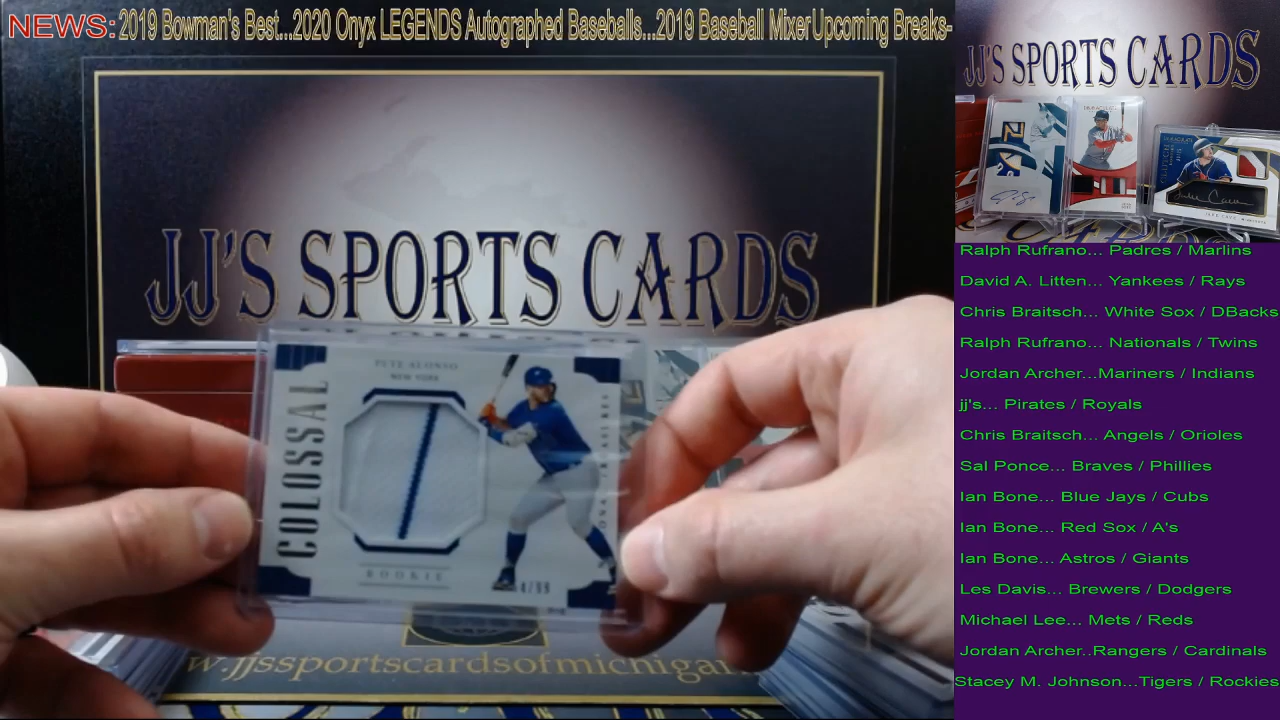 NEWS: 2019 Bowman's Best...2020 Onyx LEGENDS Autographed Baseballs...2019 Baseball Mixer Upcoming Breaks-
JJ'S SPORTS CARDS
COLOSSAL
PETE ALONSO
NEW YORK
ROOKIE
w.jjssportscardsofmichigan
JJ'S SPORTS CARDS
Ralph Rufrano... Padres / Marlins
David A. Litten... Yankees / Rays
Chris Braitsch... White Sox / DBacks
Ralph Rufrano... Nationals / Twins
Jordan Archer...Mariners / Indians
jj's... Pirates / Royals
Chris Braitsch... Angels / Orioles
Sal Ponce... Braves / Phillies
Ian Bone... Blue Jays / Cubs
Ian Bone... Red Sox / A's
Ian Bone... Astros / Giants
Les Davis... Brewers / Dodgers
Michael Lee... Mets / Reds
Jordan Archer..Rangers / Cardinals
Stacey M. Johnson...Tigers / Rockies